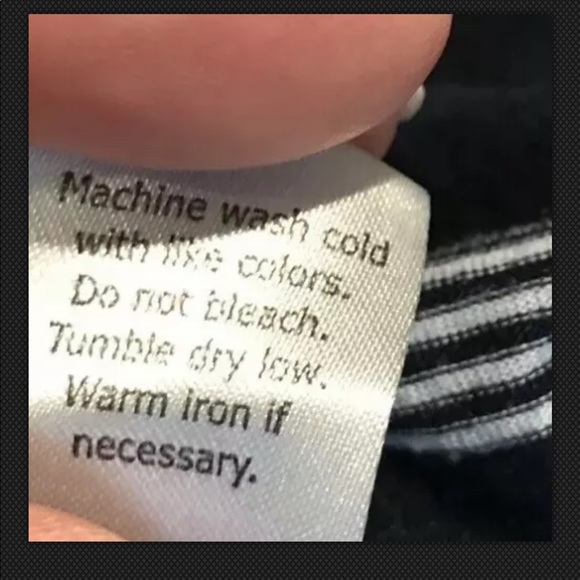 Machine wash cold
with like colors.
Do not bleach.
Tumble dry low.
Warm iron if
necessary.